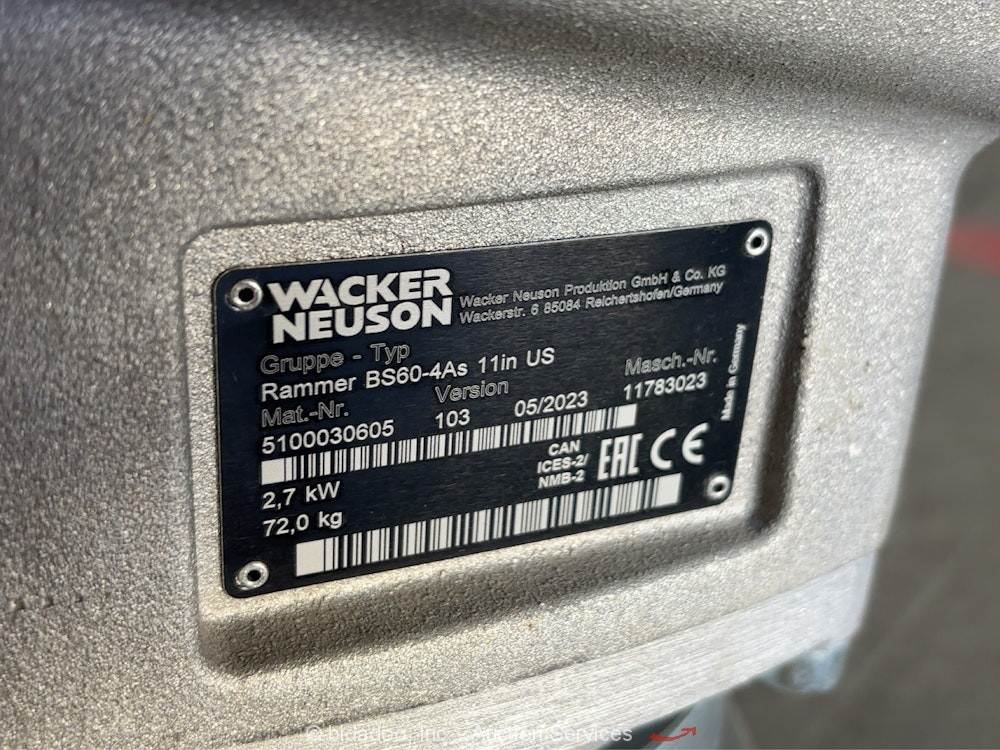 WACKER
NEUSON
Wacker Neuson Produktion GmbH & Co. KG
Wackerstr. 6 85084 Reichertshofen/Germany
Gruppe - Typ
Rammer BS60-4As 11in US
Mat.-Nr. Version Masch.-Nr.
5100030605 103 05/2023 11783023
2,7 kW
72,0 kg
CAN
ICES-2/
NMB-2
EAC CE
Made in Germany
© bidadoo, Inc. - Auction Services